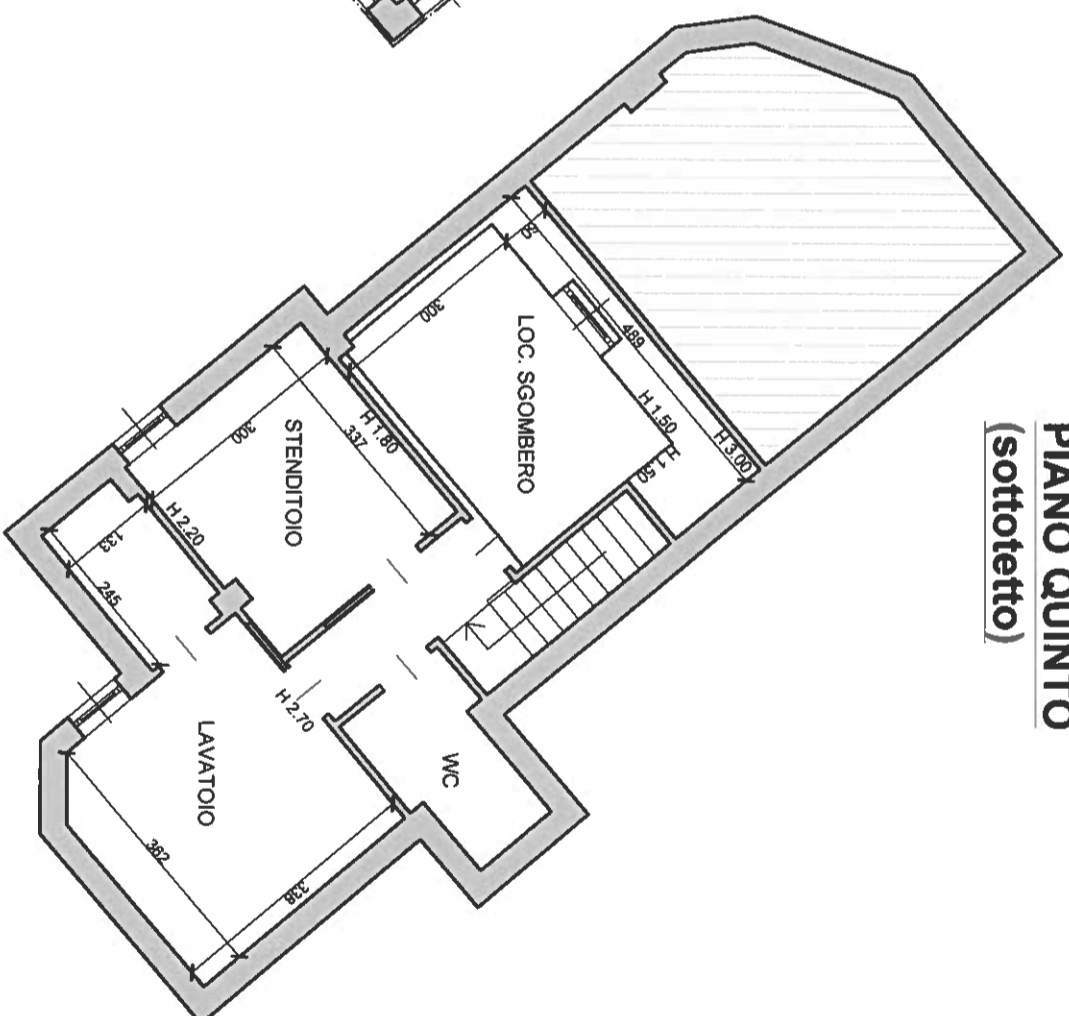 PIANO QUINTO
(sottotetto)
50
489
H 3.00
H 1.50
H 1.50
300
LOC. SGOMBERO
H 1.80
337
300
STENDITOIO
H 2.20
133
245
H 2.70
WC
LAVATOIO
362
338